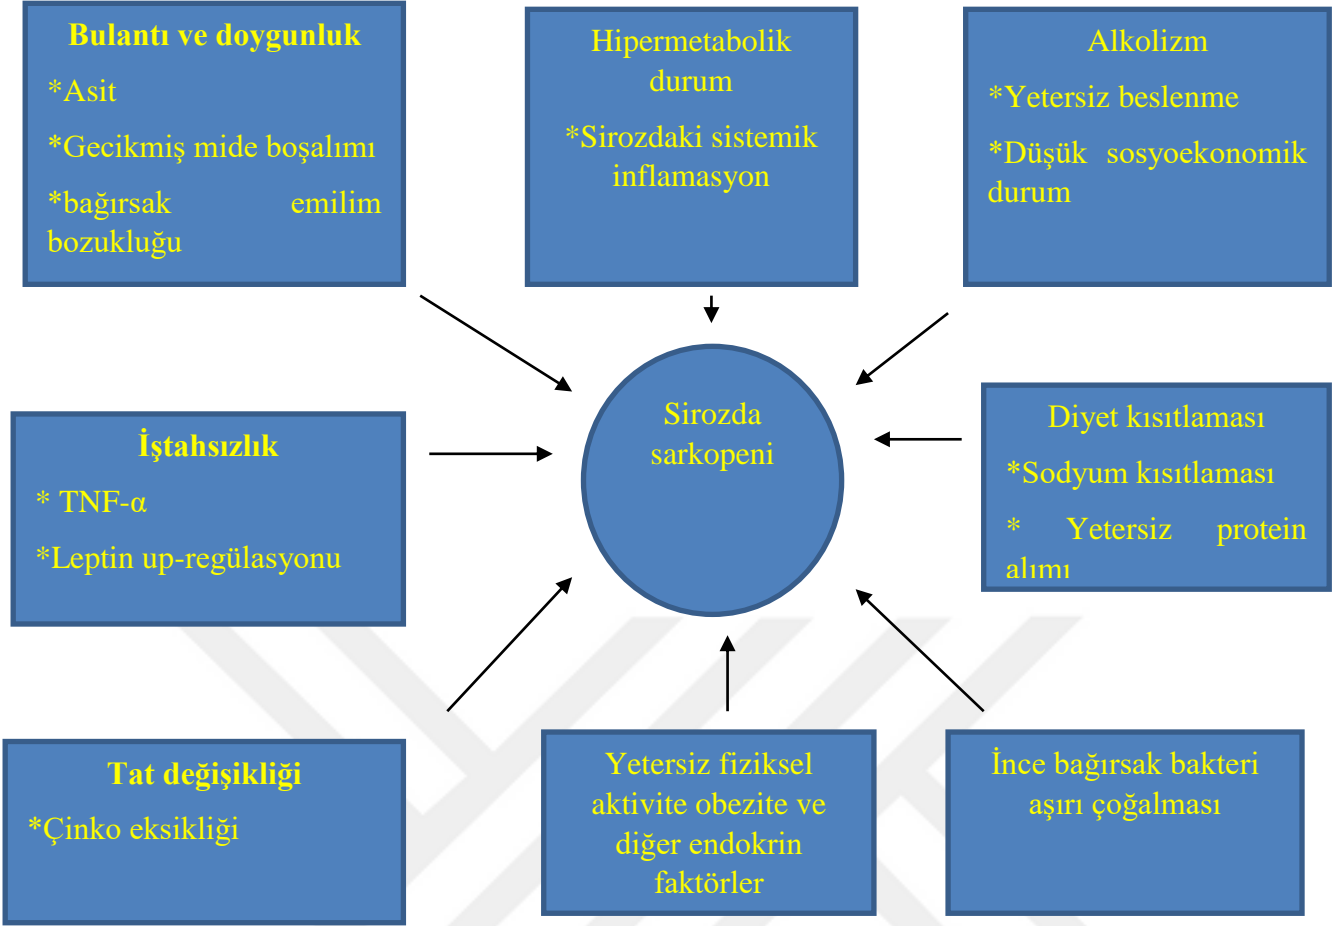 Bulantı ve doygunluk
*Asit
*Gecikmiş mide boşalımı
*bağırsak emilim
bozukluğu
Hipermetabolik
durum
*Sirozdaki sistemik
inflamasyon
Alkolizm
*Yetersiz beslenme
*Düşük sosyoekonomik
durum
İştahsızlık
* TNF-α
*Leptin up-regülasyonu
Sirozda
sarkopeni
Diyet kısıtlaması
*Sodyum kısıtlaması
* Yetersiz protein
alımı
Tat değişikliği
*Çinko eksikliği
Yetersiz fiziksel
aktivite obezite ve
diğer endokrin
faktörler
İnce bağırsak bakteri
aşırı çoğalması